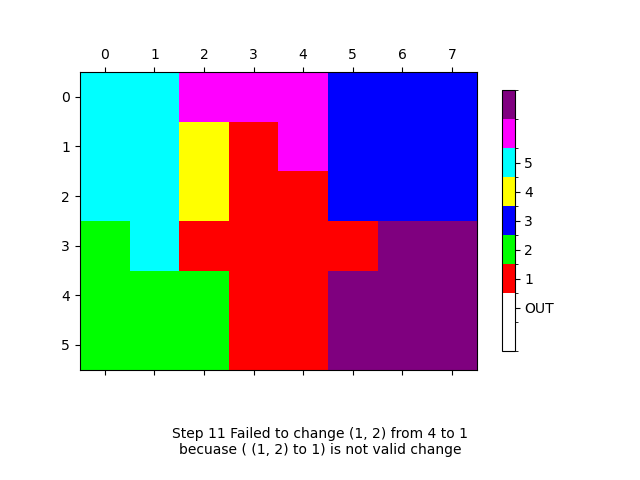 0 1 2 3 4 5 6 7
0
1
2
3
4
5
5
4
3
2
1
OUT
Step 11 Failed to change (1, 2) from 4 to 1
becuase ( (1, 2) to 1) is not valid change